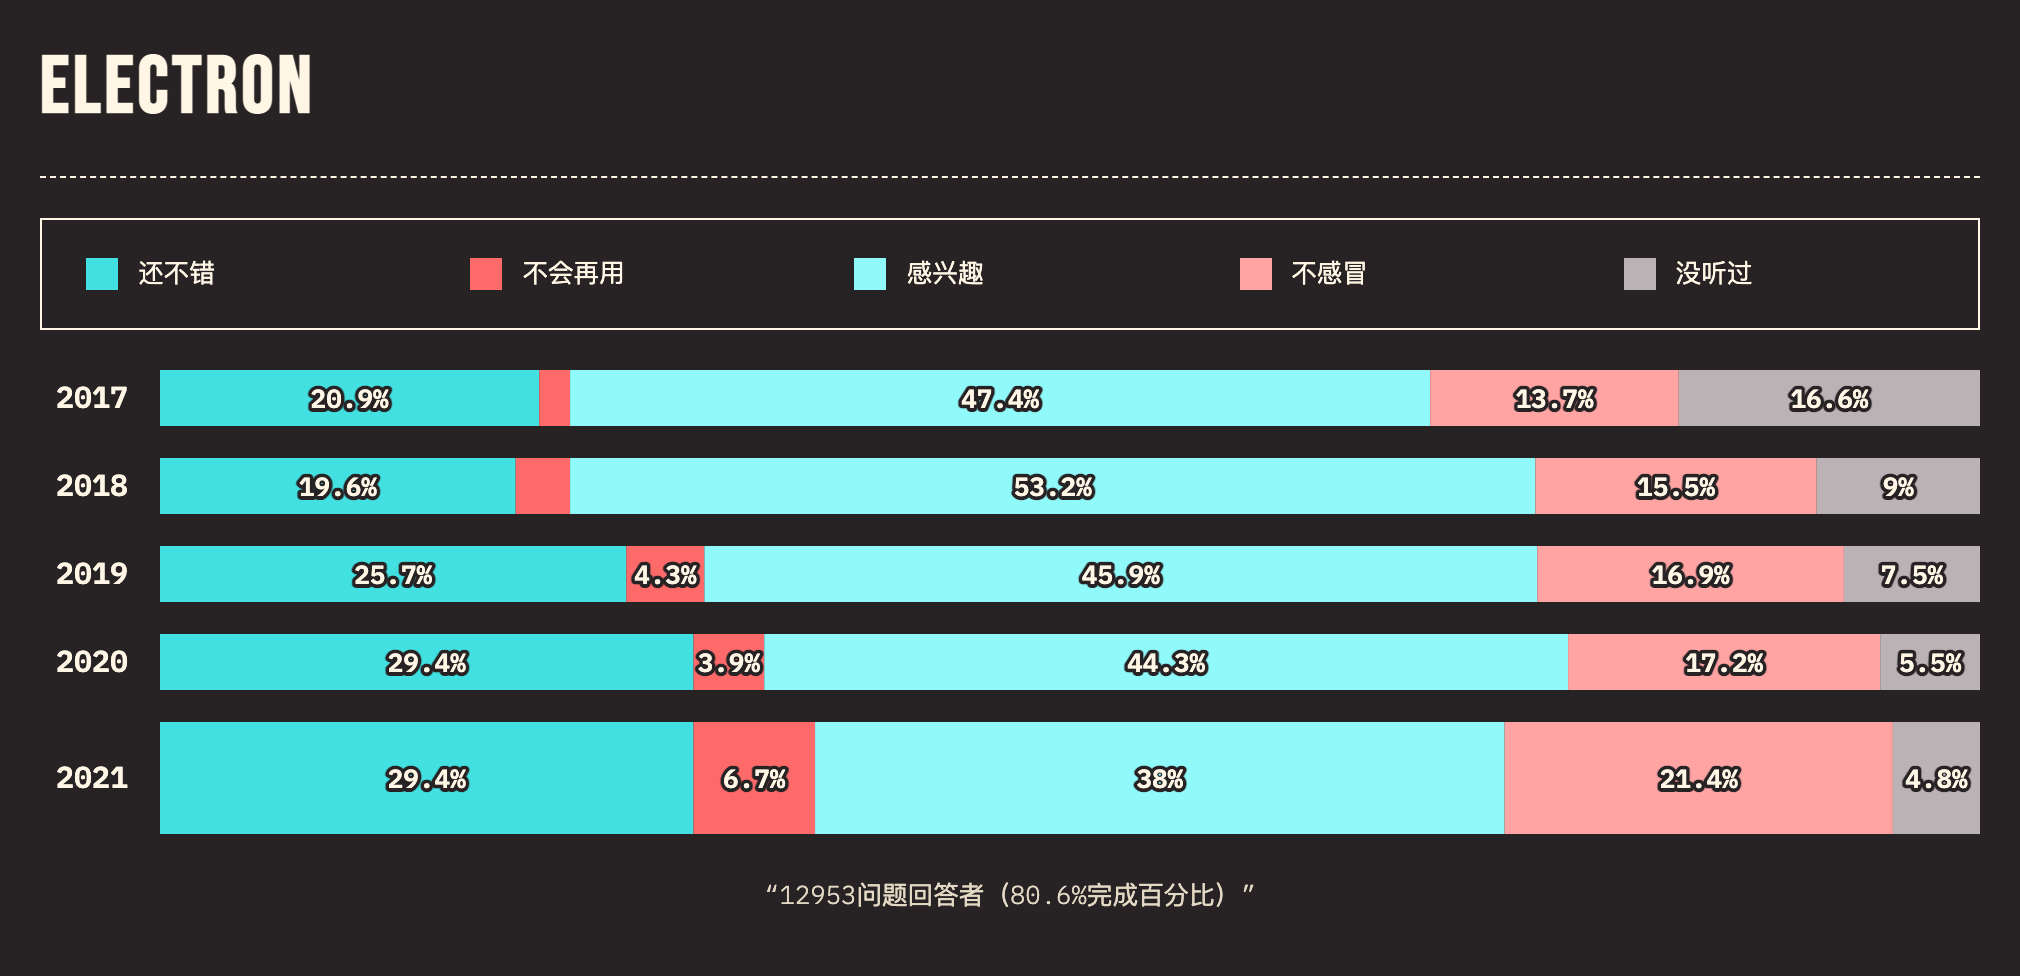 ELECTRON
还不错 不会再用 感兴趣 不感冒 没听过
2017 20.9% 47.4% 13.7% 16.6%
2018 19.6% 53.2% 15.5% 9%
2019 25.7% 4.3% 45.9% 16.9% 7.5%
2020 29.4% 3.9% 44.3% 17.2% 5.5%
2021 29.4% 6.7% 38% 21.4% 4.8%
“12953问题回答者（80.6%完成百分比）”